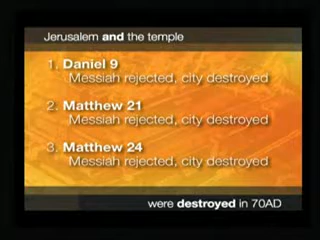 Jerusalem and the temple
1. Daniel 9
Messiah rejected, city destroyed
2. Matthew 21
Messiah rejected, city destroyed
3. Matthew 24
Messiah rejected, city destroyed
were destroyed in 70AD